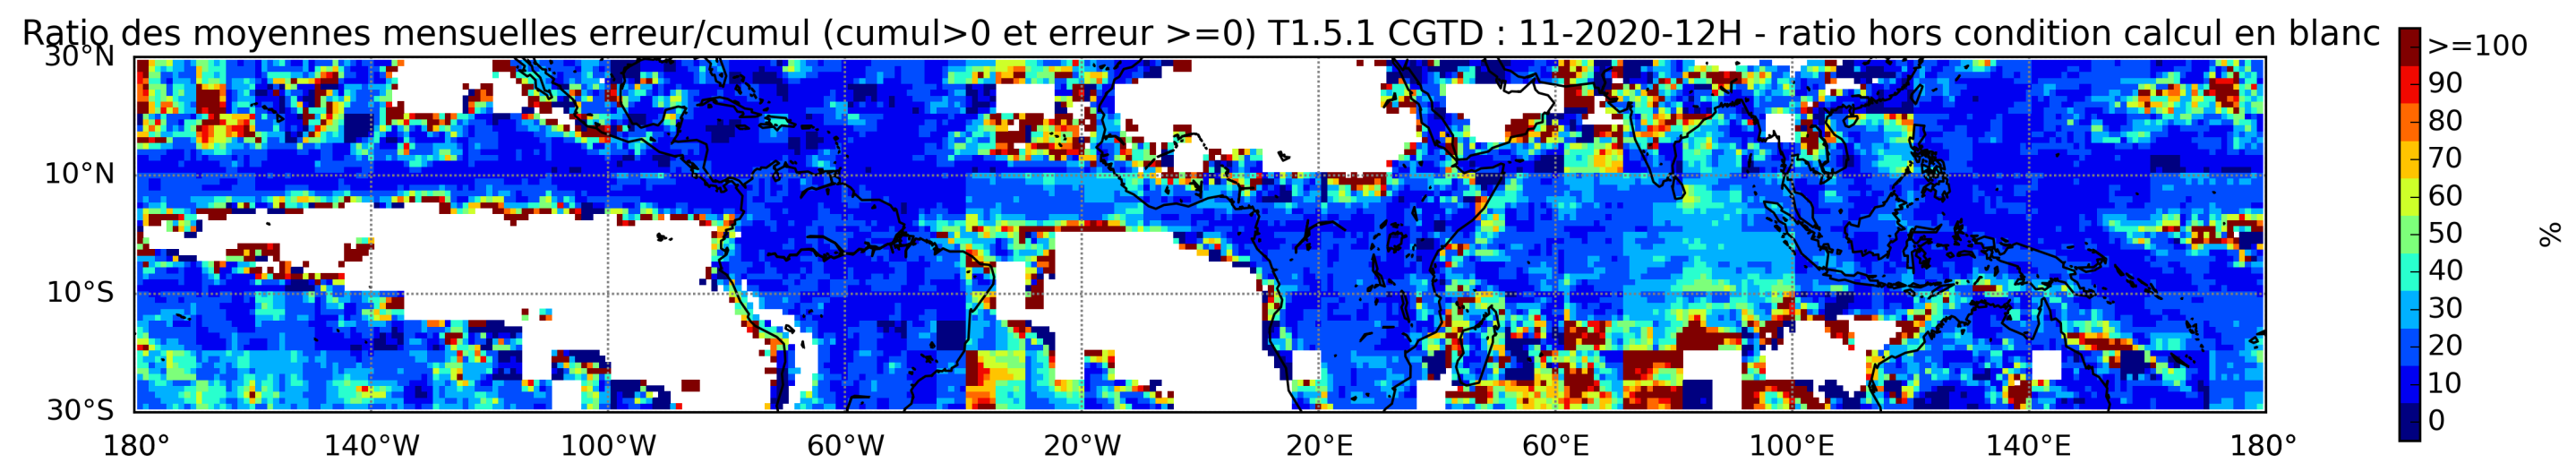 Ratio des moyennes mensuelles erreur/cumul (cumul>0 et erreur >=0) T1.5.1 CGTD : 11-2020-12H - ratio hors condition calcul en blanc
30°N
10°N
10°S
30°S
180° 140°W 100°W 60°W 20°W 20°E 60°E 100°E 140°E 180°
>=100
90
80
70
60
50
40
30
20
10
0
%